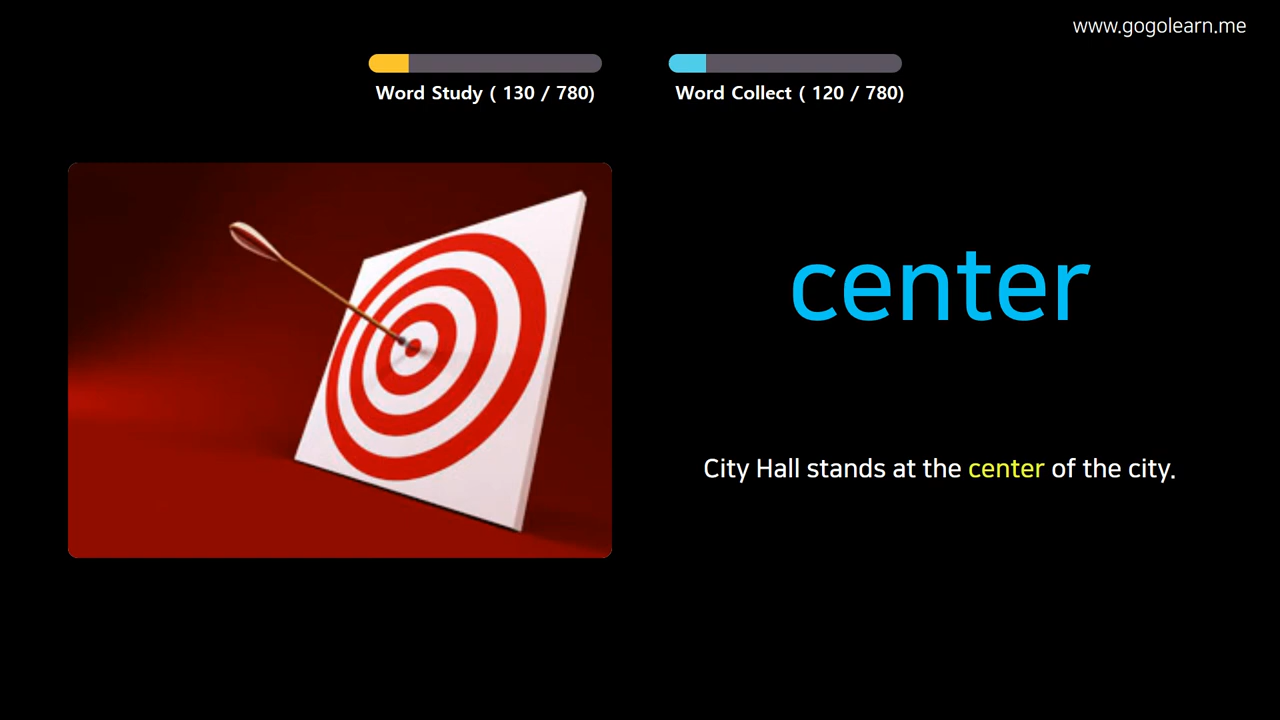 www.gogolearn.me
Word Study ( 130 / 780)
Word Collect ( 120 / 780)
center
City Hall stands at the center of the city.